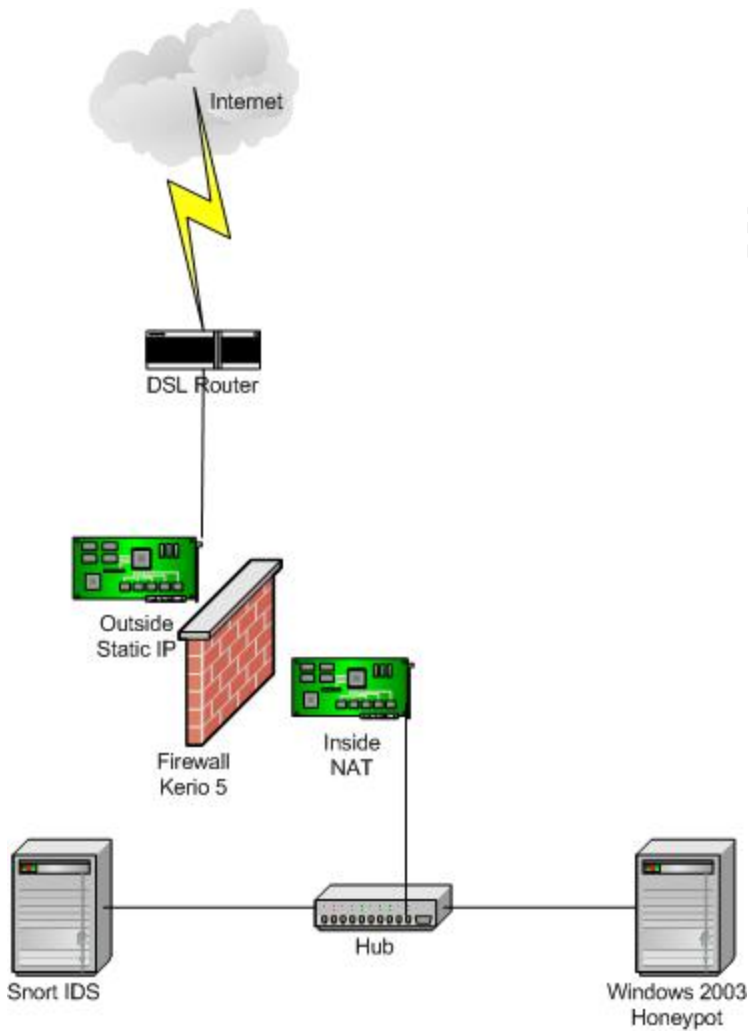 Internet
DSL Router
Outside
Static IP
Firewall
Kerio 5
Inside
NAT
Hub
Snort IDS
Windows 2003
Honeypot